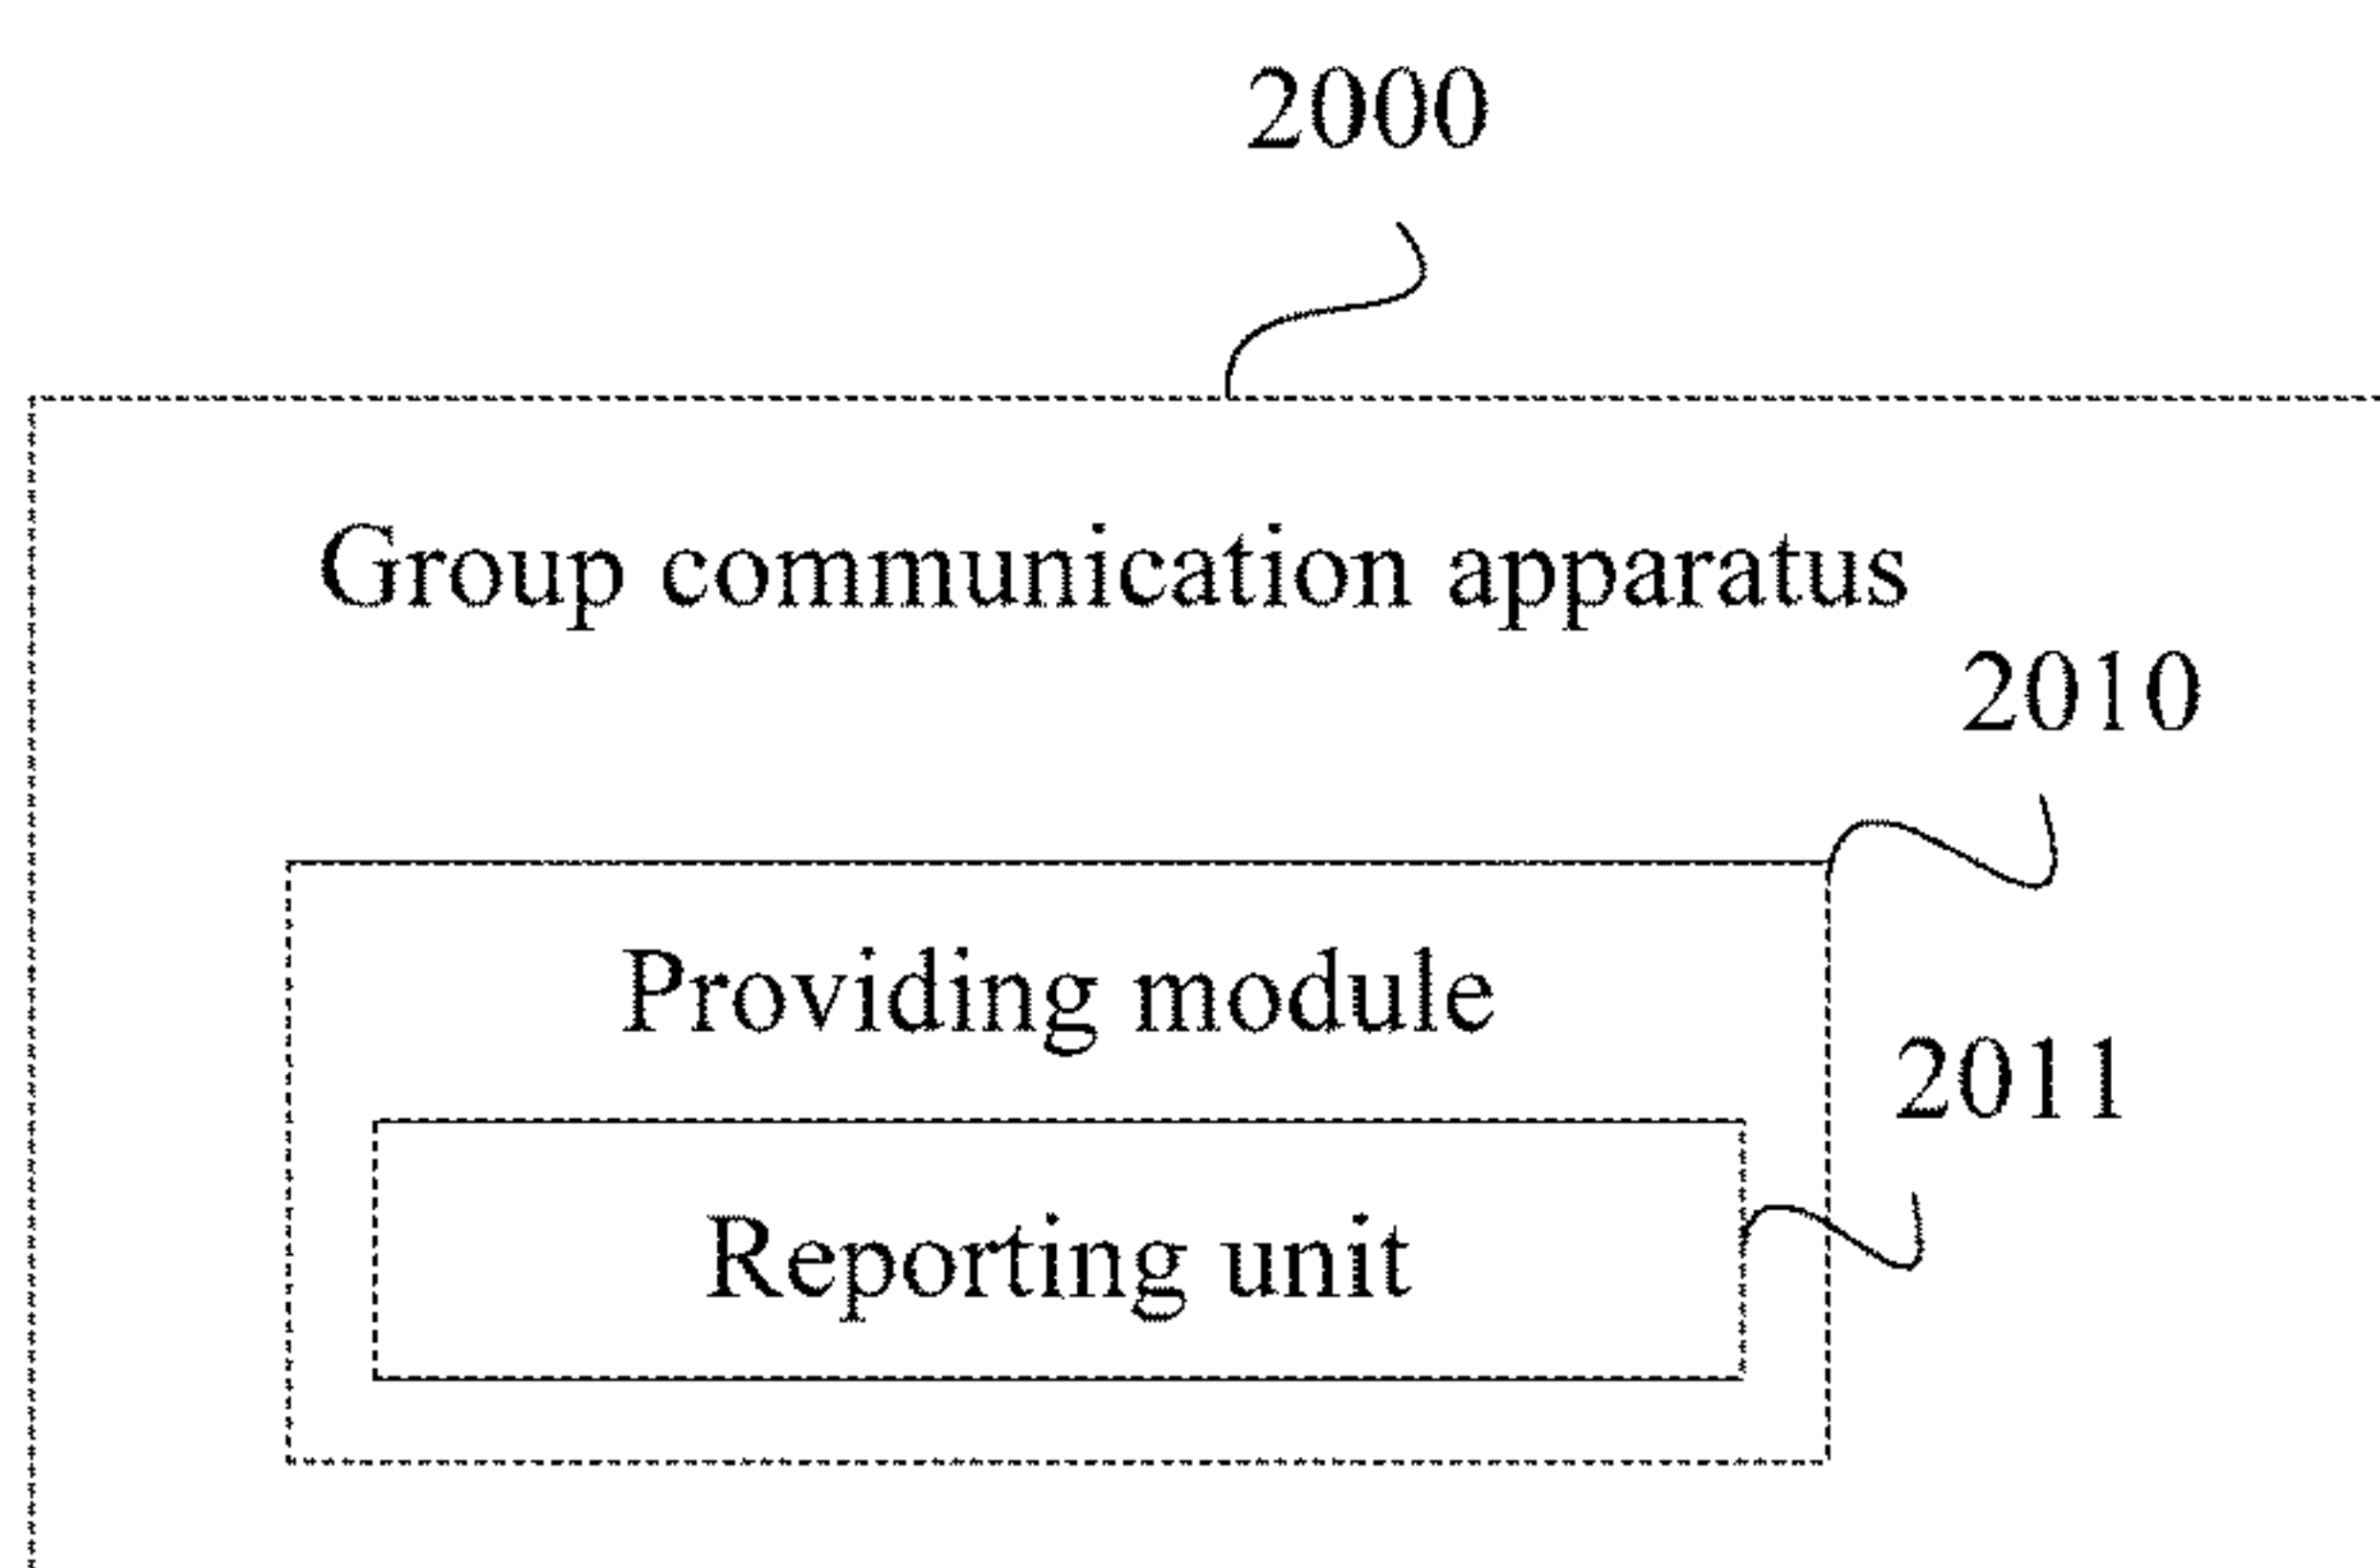 2000
Group communication apparatus
2010
Providing module
2011
Reporting unit